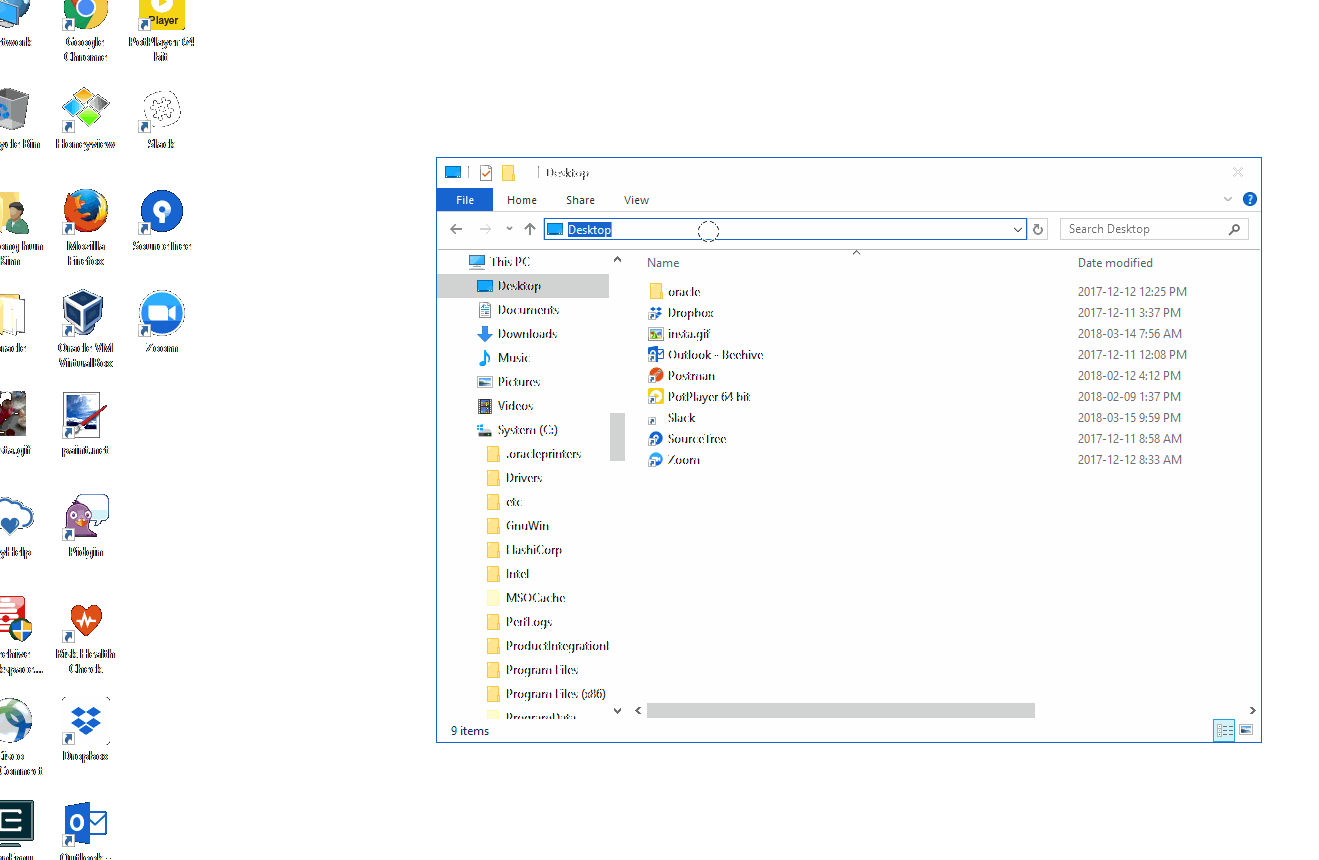 Google
Chrome
Player
PotPlayer 64
bit
Honeyview
Slack
Mozilla
Firefox
Sourcetree
Oracle VM
VirtualBox
Zoom
paint.net
Pidgin
Risk Health
Check
Dropbox
Outlook -
Desktop
File
Home
Share
View
Desktop
Search Desktop
This PC
Desktop
Documents
Downloads
Music
Pictures
Videos
System (C:)
.oracleprinters
Drivers
etc
GnuWin
HashiCorp
Intel
MSOCache
PerfLogs
ProductIntegrationI
Program Files
Program Files (x86)
ProgramData
Name
Date modified
oracle 2017-12-12 12:25 PM
Dropbox 2017-12-11 3:37 PM
insta.gif 2018-03-14 7:56 AM
Outlook - Beehive 2017-12-11 12:08 PM
Postman 2018-02-12 4:12 PM
PotPlayer 64 bit 2018-02-09 1:37 PM
Slack 2018-03-15 9:59 PM
SourceTree 2017-12-11 8:58 AM
Zoom 2017-12-12 8:33 AM
9 items